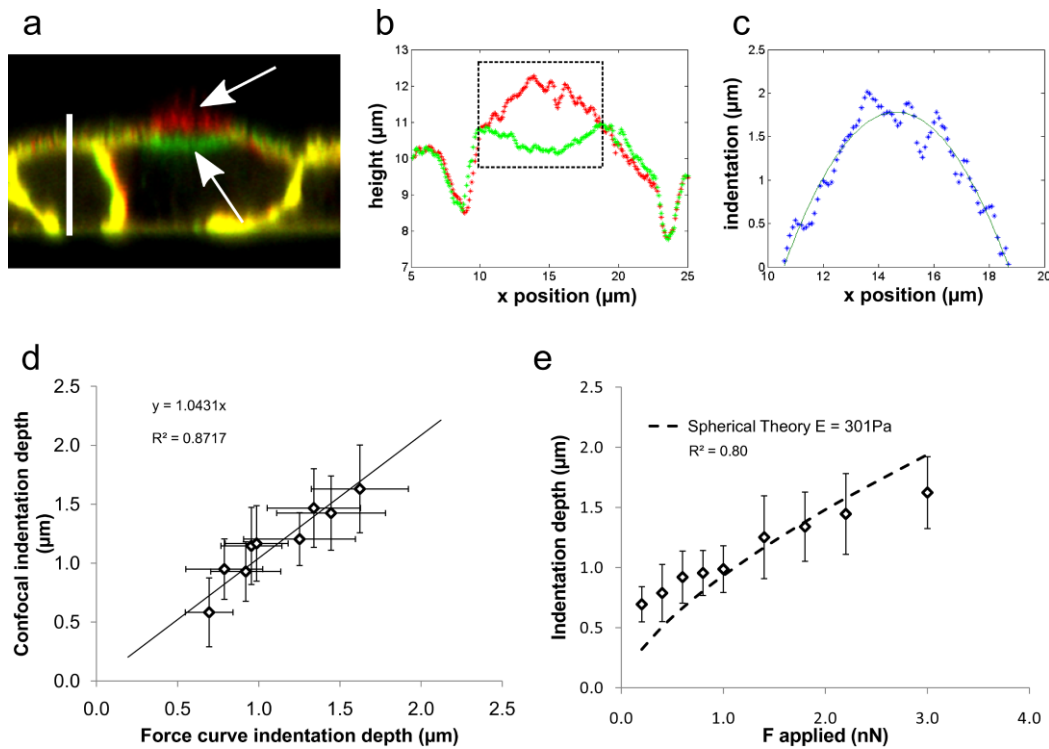 a
b
c
13
12
11
10
9
8
7
height (µm)
5
10
15
20
25
x position (µm)
2.5
2
1.5
1
0.5
0
indentation (µm)
10
12
14
16
18
20
x position (µm)
d
2.5
2.0
1.5
1.0
0.5
0.0
Confocal indentation depth
(µm)
y = 1.0431x
R² = 0.8717
0.0
0.5
1.0
1.5
2.0
2.5
Force curve indentation depth (µm)
e
2.5
2.0
1.5
1.0
0.5
0.0
Indentation depth (µm)
Spherical Theory E = 301Pa
R² = 0.80
0.0
1.0
2.0
3.0
4.0
F applied (nN)